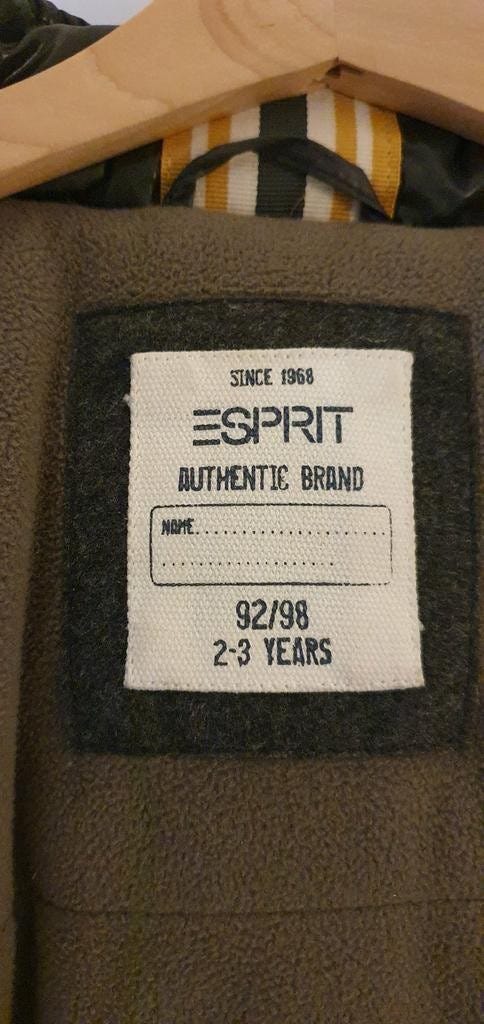 SINCE 1968
ESPRIT
AUTHENTIC BRAND
NAME......................
....................
92/98
2-3 YEARS